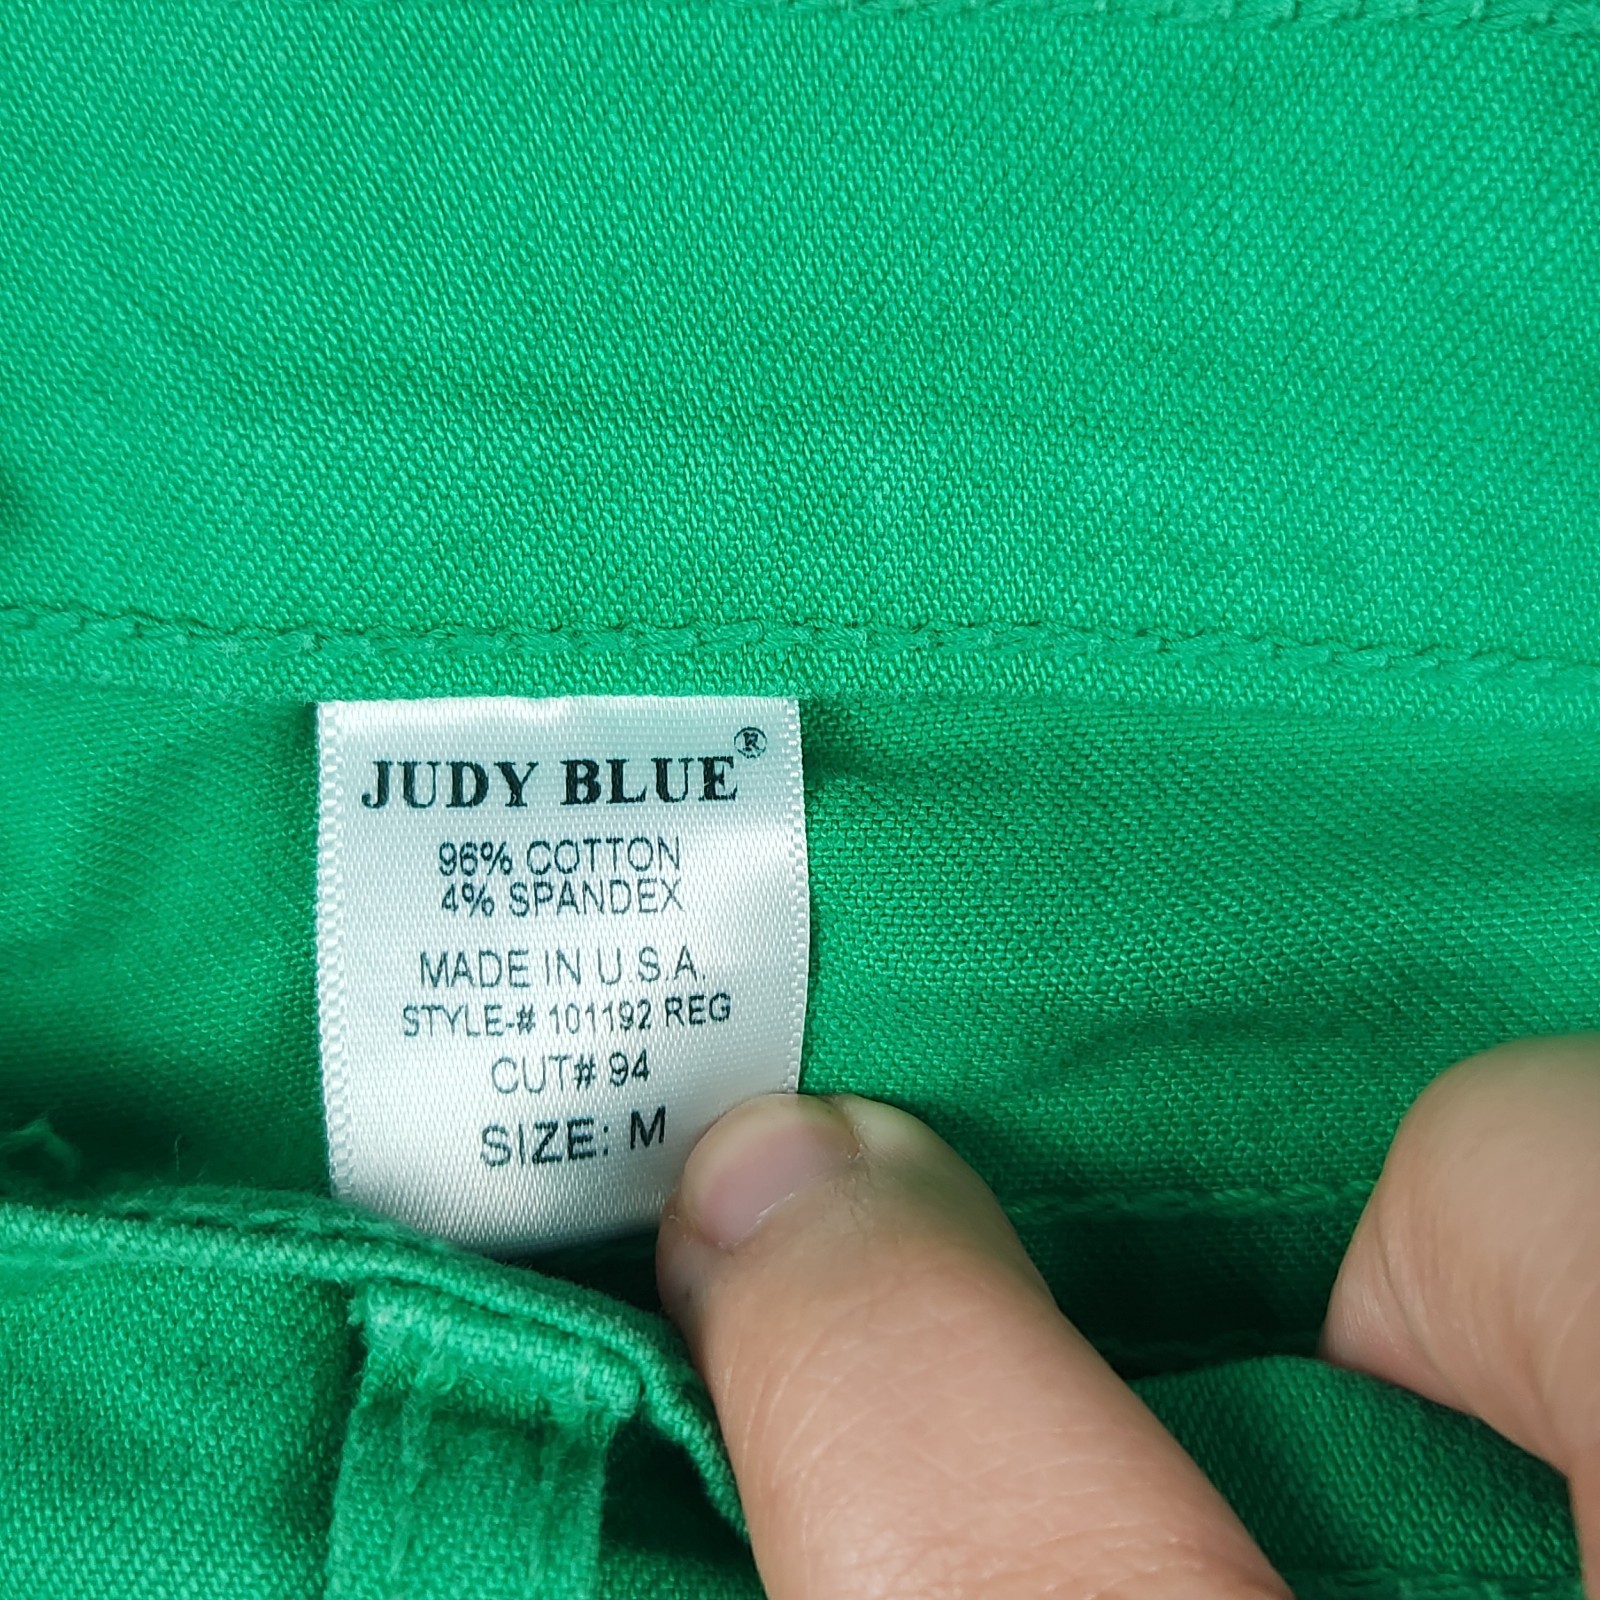 JUDY BLUE®
96% COTTON
4% SPANDEX
MADE IN U.S.A.
STYLE-# 101192 REG
CUT# 94
SIZE: M